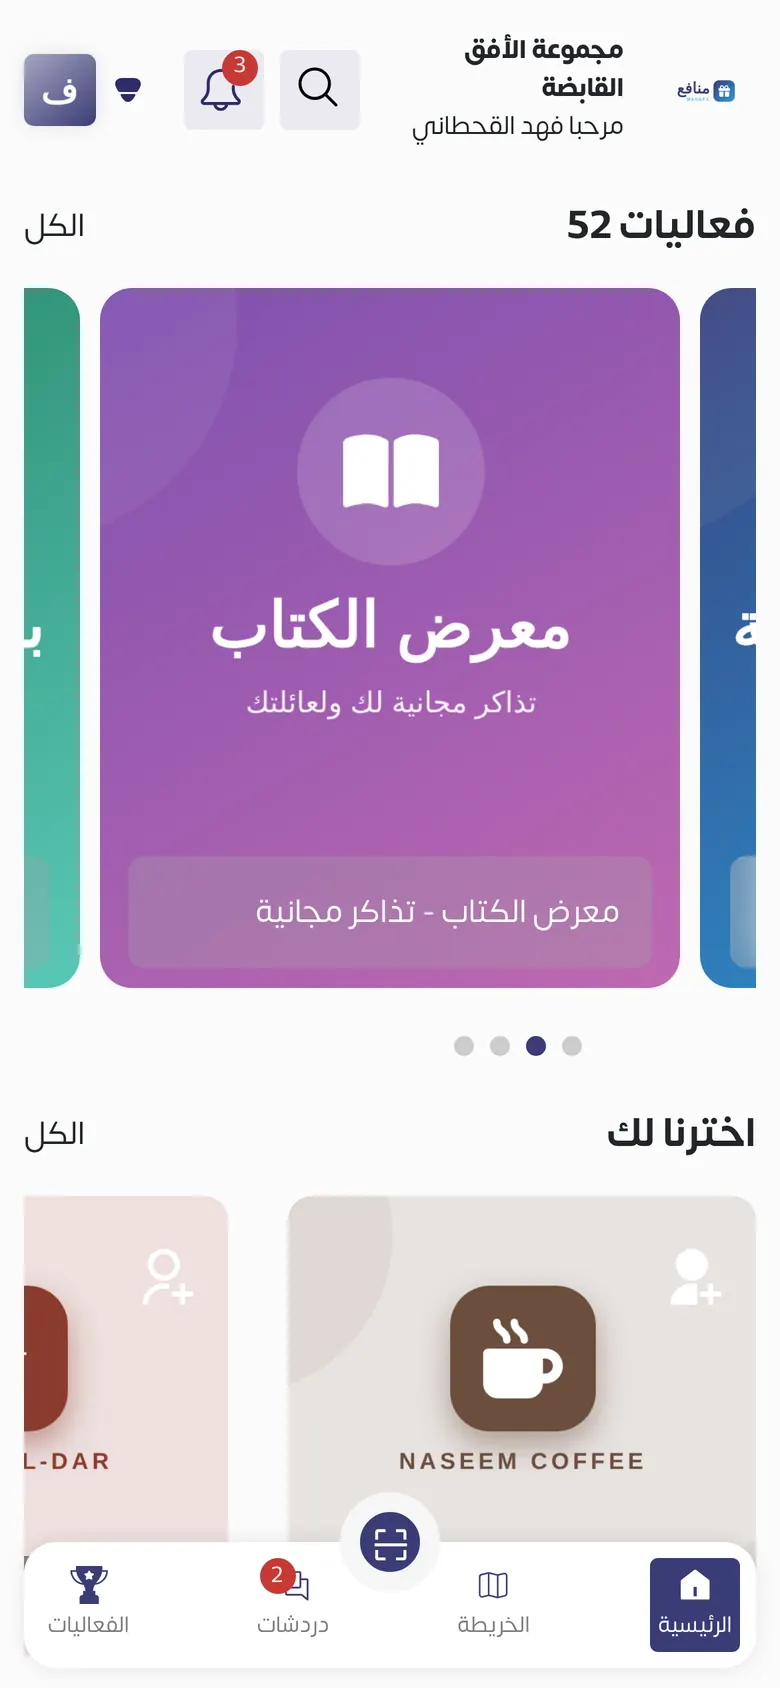 منافع
مجموعة الأفق
القابضة
مرحبا فهد القحطاني
3
ف
فعاليات 52
الكل
معرض الكتاب
تذاكر مجانية لك ولعائلتك
معرض الكتاب - تذاكر مجانية
اخترنا لك
الكل
NASEEM COFFEE
L-DAR
الرئيسية
الخريطة
2
دردشات
الفعاليات